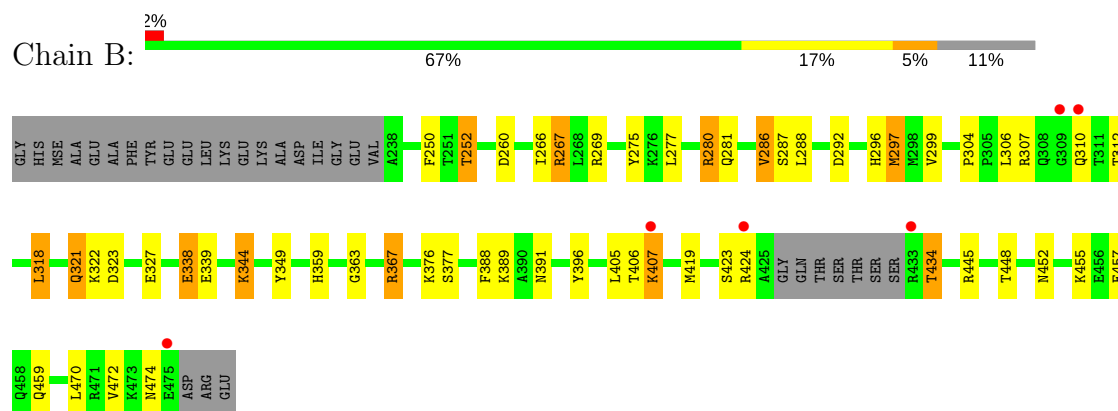 2%
Chain B:
67% 17% 5% 11%
GLY HIS MSE ALA GLU ALA PHE TYR GLU GLU LEU LYS GLU LYS ALA ASP ILE GLY GLU VAL A238 F250 T251 T252 D260 I266 R267 L268 R269 Y275 K276 L277 R280 Q281 V286 S287 L288 D292 H296 M297 M298 V299 P304 P305 L306 R307 Q308 G309 Q310 T311 T312
L318 Q321 K322 D323 E327 E338 E339 K344 Y349 H359 G363 R367 K376 S377 F388 K389 A390 N391 Y396 L405 T406 K407 M419 S423 R424 A425 GLY GLN THR SER THR SER SER R433 T434 R445 T448 N452 K455 E456 E457
Q458 Q459 L470 R471 V472 K473 N474 E475 ASP ARG GLU